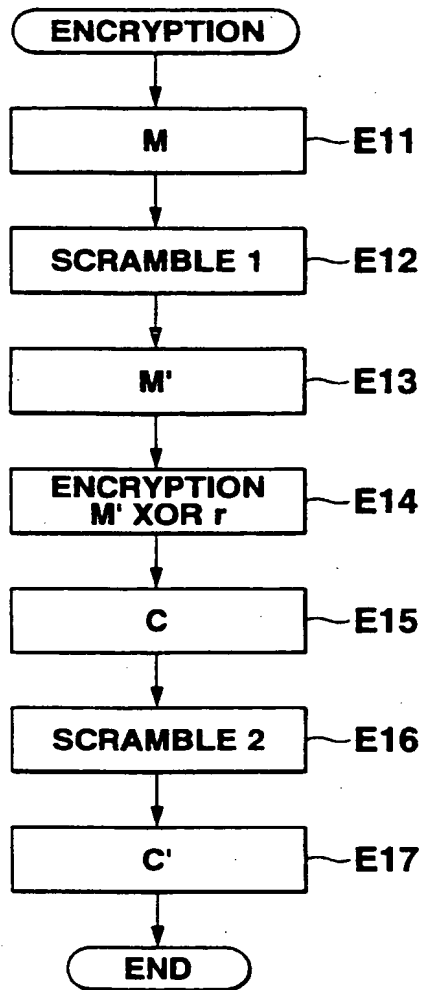 ENCRYPTION
M E11
SCRAMBLE 1 E12
M' E13
ENCRYPTION
M' XOR r E14
C E15
SCRAMBLE 2 E16
C' E17
END